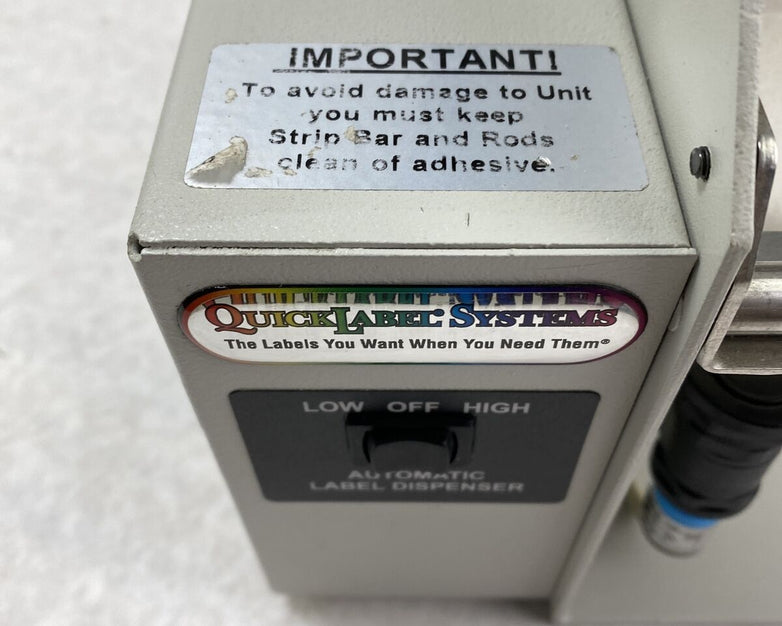 IMPORTANT!
To avoid damage to Unit
you must keep
Strip Bar and Rods
clean of adhesive.
QUICKLABEL SYSTEMS
The Labels You Want When You Need Them®
LOW OFF HIGH
AUTOMATIC
LABEL DISPENSER